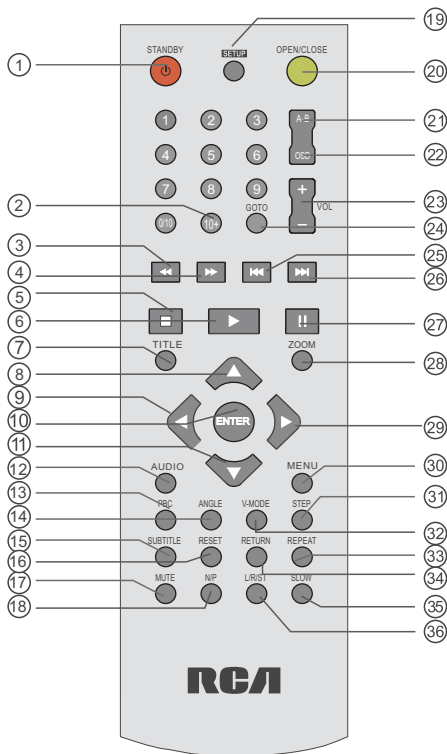 19
STANDBY SETUP OPEN/CLOSE
1 20
1 2 3 A-B 21
4 5 6 OSD 22
7 8 9 + 23
2 GOTO VOL
0/10 10+ – 24
3 25
4 26
5
6 27
7 TITLE ZOOM 28
8
9
10 ENTER 29
11
12 AUDIO MENU 30
13 PBC ANGLE V-MODE STEP 31
14 32
15 SUBTITLE RESET RETURN REPEAT 33
16 34
17 MUTE N/P L/R/ST SLOW 35
18 36
RCA